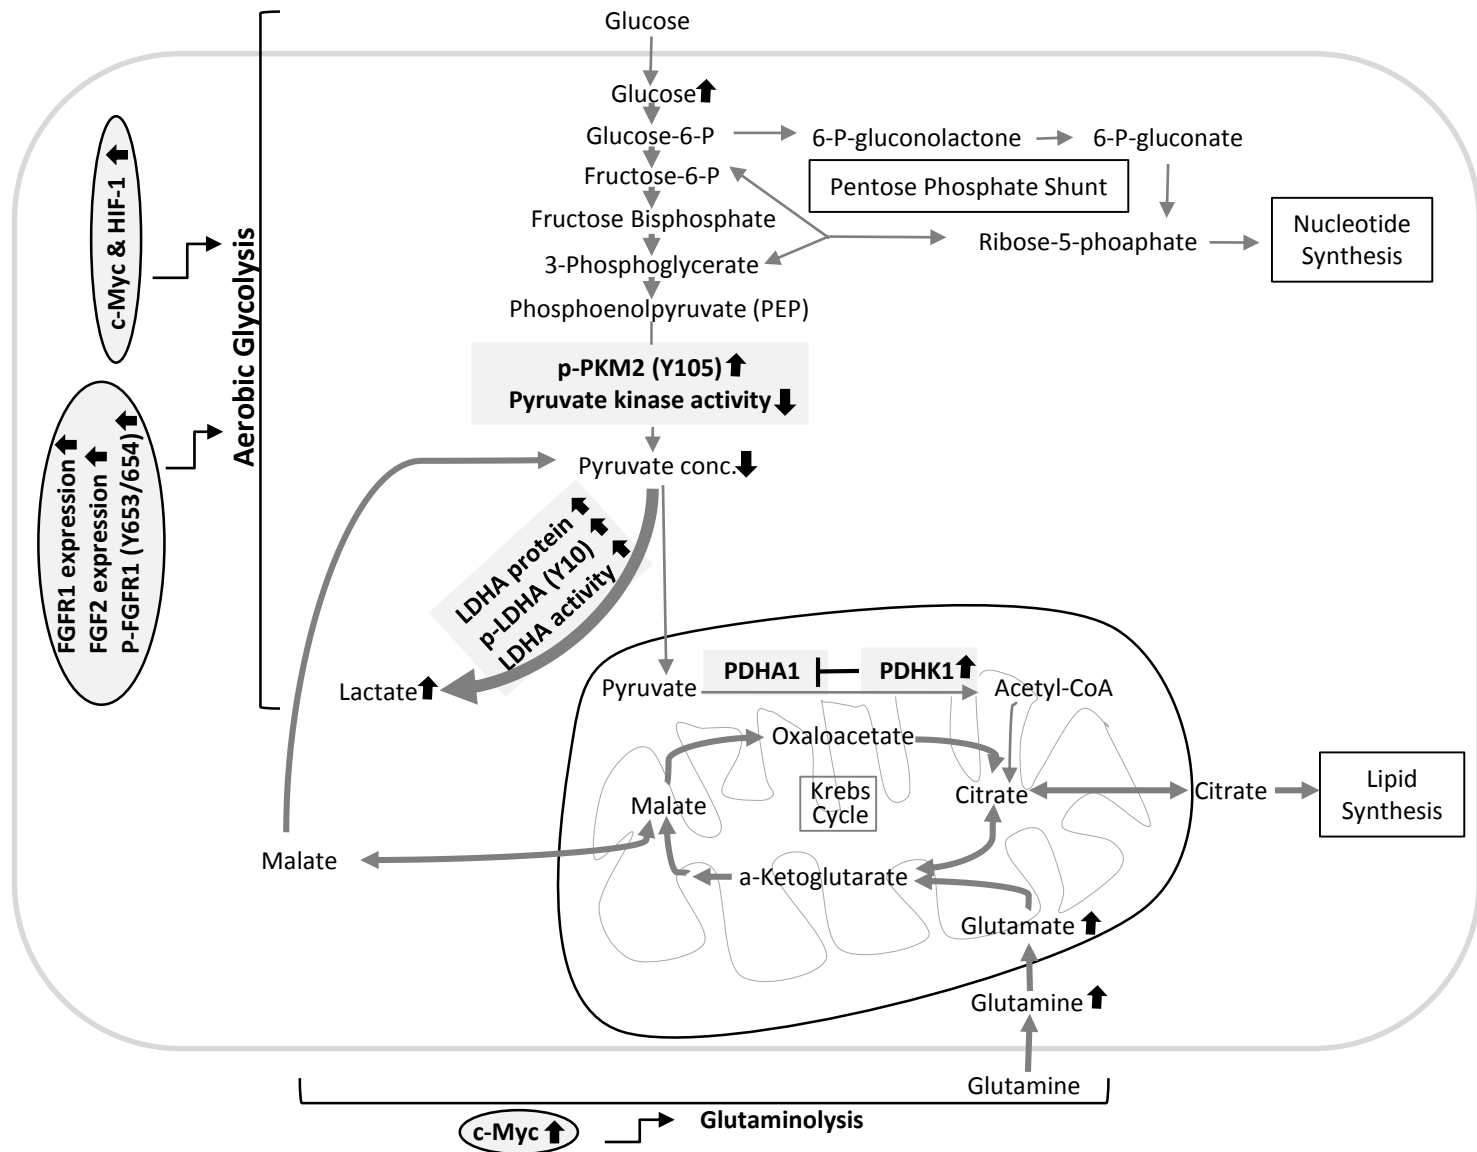 Glucose
Glucose
Glucose-6-P
6-P-gluconolactone
6-P-gluconate
Fructose-6-P
Pentose Phosphate Shunt
Fructose Bisphosphate
Ribose-5-phoaphate
Nucleotide
Synthesis
3-Phosphoglycerate
Phosphoenolpyruvate (PEP)
c-Myc & HIF-1
Aerobic Glycolysis
p-PKM2 (Y105)
Pyruvate kinase activity
FGFR1 expression
FGF2 expression
P-FGFR1 (Y653/654)
Pyruvate conc.
LDHA protein
p-LDHA (Y10)
LDHA activity
Lactate
Pyruvate
PDHA1
PDHK1
Acetyl-CoA
Oxaloacetate
Krebs
Cycle
Malate
Citrate
Citrate
Lipid
Synthesis
Malate
a-Ketoglutarate
Glutamate
Glutamine
Glutamine
c-Myc
Glutaminolysis